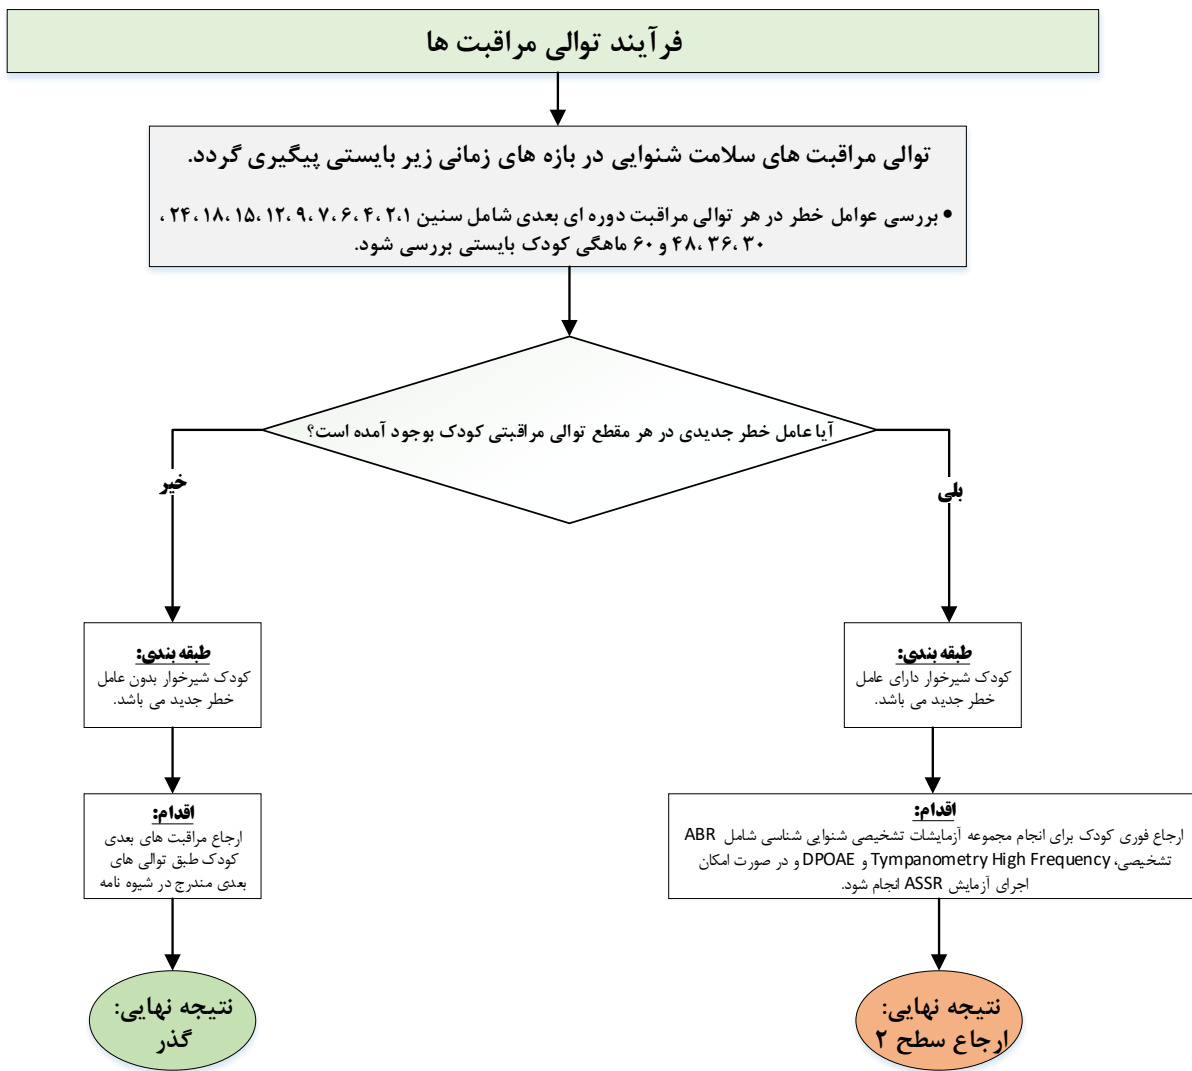 فرآیند توالی مراقبت ها
توالی مراقبت های سلامت شنوایی در بازه های زمانی زیر بایستی پیگیری گردد.
• بررسی عوامل خطر در هر توالی مراقبت دوره ای بعدی شامل سنین ۲،۱، ۴، ۶، ۷، ۹، ۱۲، ۱۵، ۱۸، ۲۴،
۳۰، ۳۶، ۴۸ و ۶۰ ماهگی کودک بایستی بررسی شود.
آیا عامل خطر جدیدی در هر مقطع توالی مراقبتی کودک بوجود آمده است؟
بلی
خیر
طبقه بندی:
کودک شیرخوار دارای عامل
خطر جدید می باشد.
طبقه بندی:
کودک شیرخوار بدون عامل
خطر جدید می باشد.
اقدام:
ارجاع فوری کودک برای انجام مجموعه آزمایشات تشخیصی شنوایی شناسی شامل ABR
تشخیصی، Tympanometry High Frequency و DPOAE و در صورت امکان
اجرای آزمایش ASSR انجام شود.
اقدام:
ارجاع مراقبت های بعدی
کودک طبق توالی های
بعدی مندرج در شیوه نامه
نتیجه نهایی:
ارجاع سطح ۲
نتیجه نهایی:
گذر